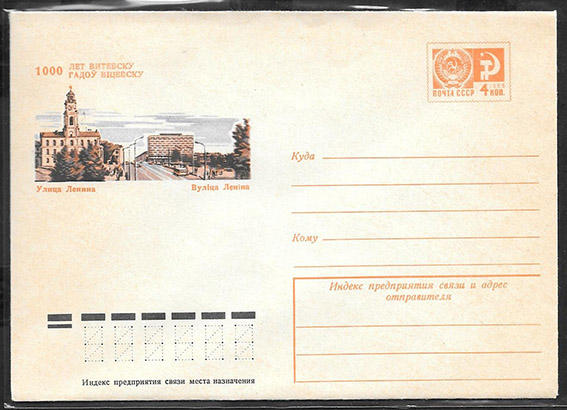 1000 ЛЕТ ВИТЕБСКУ
ГАДОЎ ВІЦЕБСКУ
Улица Ленина
Вуліца Леніна
ПОЧТА СССР
4 КОП.
Куда
Кому
Индекс предприятия связи и адрес
отправителя
Индекс предприятия связи места назначения